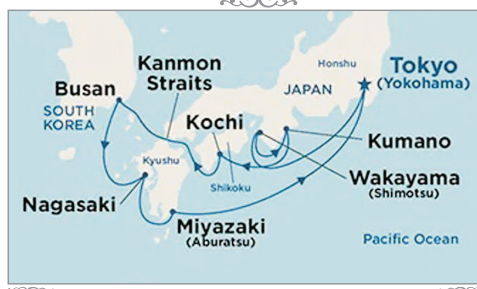 Honshu
Kanmon
Straits
Tokyo
(Yokohama)
Busan
JAPAN
SOUTH
KOREA
Kochi
Kumano
Kyushu
Shikoku
Wakayama
(Shimotsu)
Nagasaki
Miyazaki
(Aburatsu)
Pacific Ocean